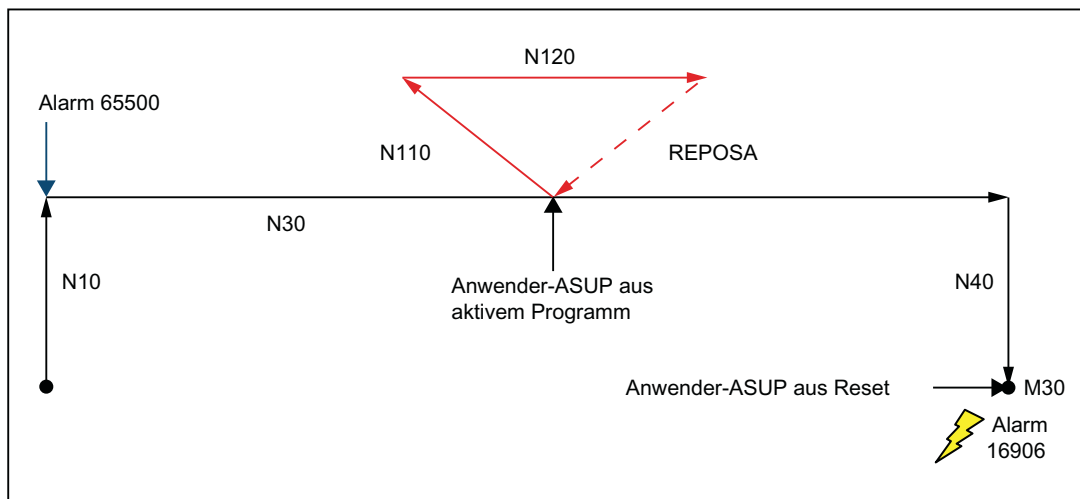 N120
Alarm 65500
N110
REPOSA
N30
N10
Anwender-ASUP aus
aktivem Programm
N40
Anwender-ASUP aus Reset
M30
Alarm
16906